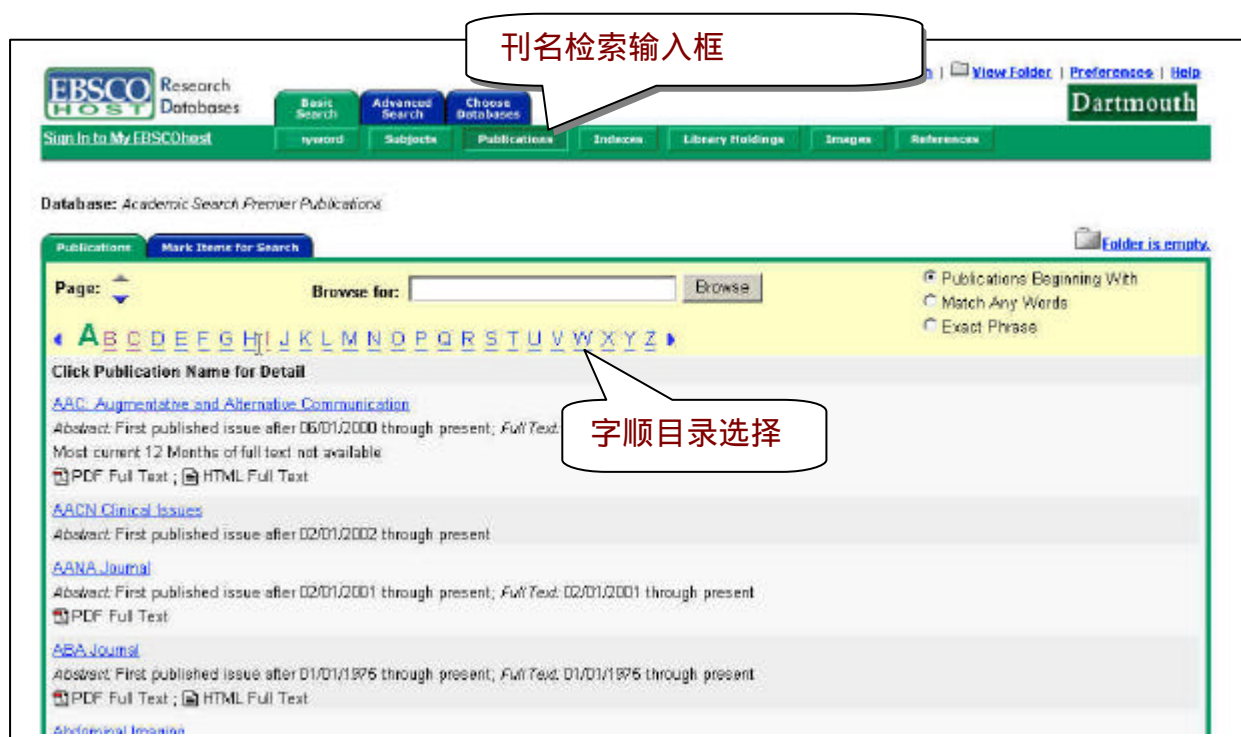 刊名检索输入框
EBSCO HOST Research Databases
Basic Search Advanced Search Choose Databases
View Folder | Preferences | Help
Dartmouth
Sign In to My EBSCOhost yword Subjects Publications Indexes Library Holdings Images References
Database: Academic Search Premier Publications
Publications Mark Items for Search
Folder is empty.
Page: Browse for: Browse
Publications Beginning With
Match Any Words
Exact Phrase
A B C D E F G H I J K L M N O P Q R S T U V W X Y Z
Click Publication Name for Detail
AAC: Augmentative and Alternative Communication
Abstract: First published issue after 06/01/2000 through present; Full Text:
字顺目录选择
Most current 12 Months of full text not available
PDF Full Text ; HTML Full Text
AACN Clinical Issues
Abstract: First published issue after 02/01/2002 through present
AANA Journal
Abstract: First published issue after 02/01/2001 through present; Full Text: 02/01/2001 through present
PDF Full Text
ABA Journal
Abstract: First published issue after 01/01/1976 through present; Full Text: 01/01/1976 through present
PDF Full Text ; HTML Full Text
Abdominal Imaging